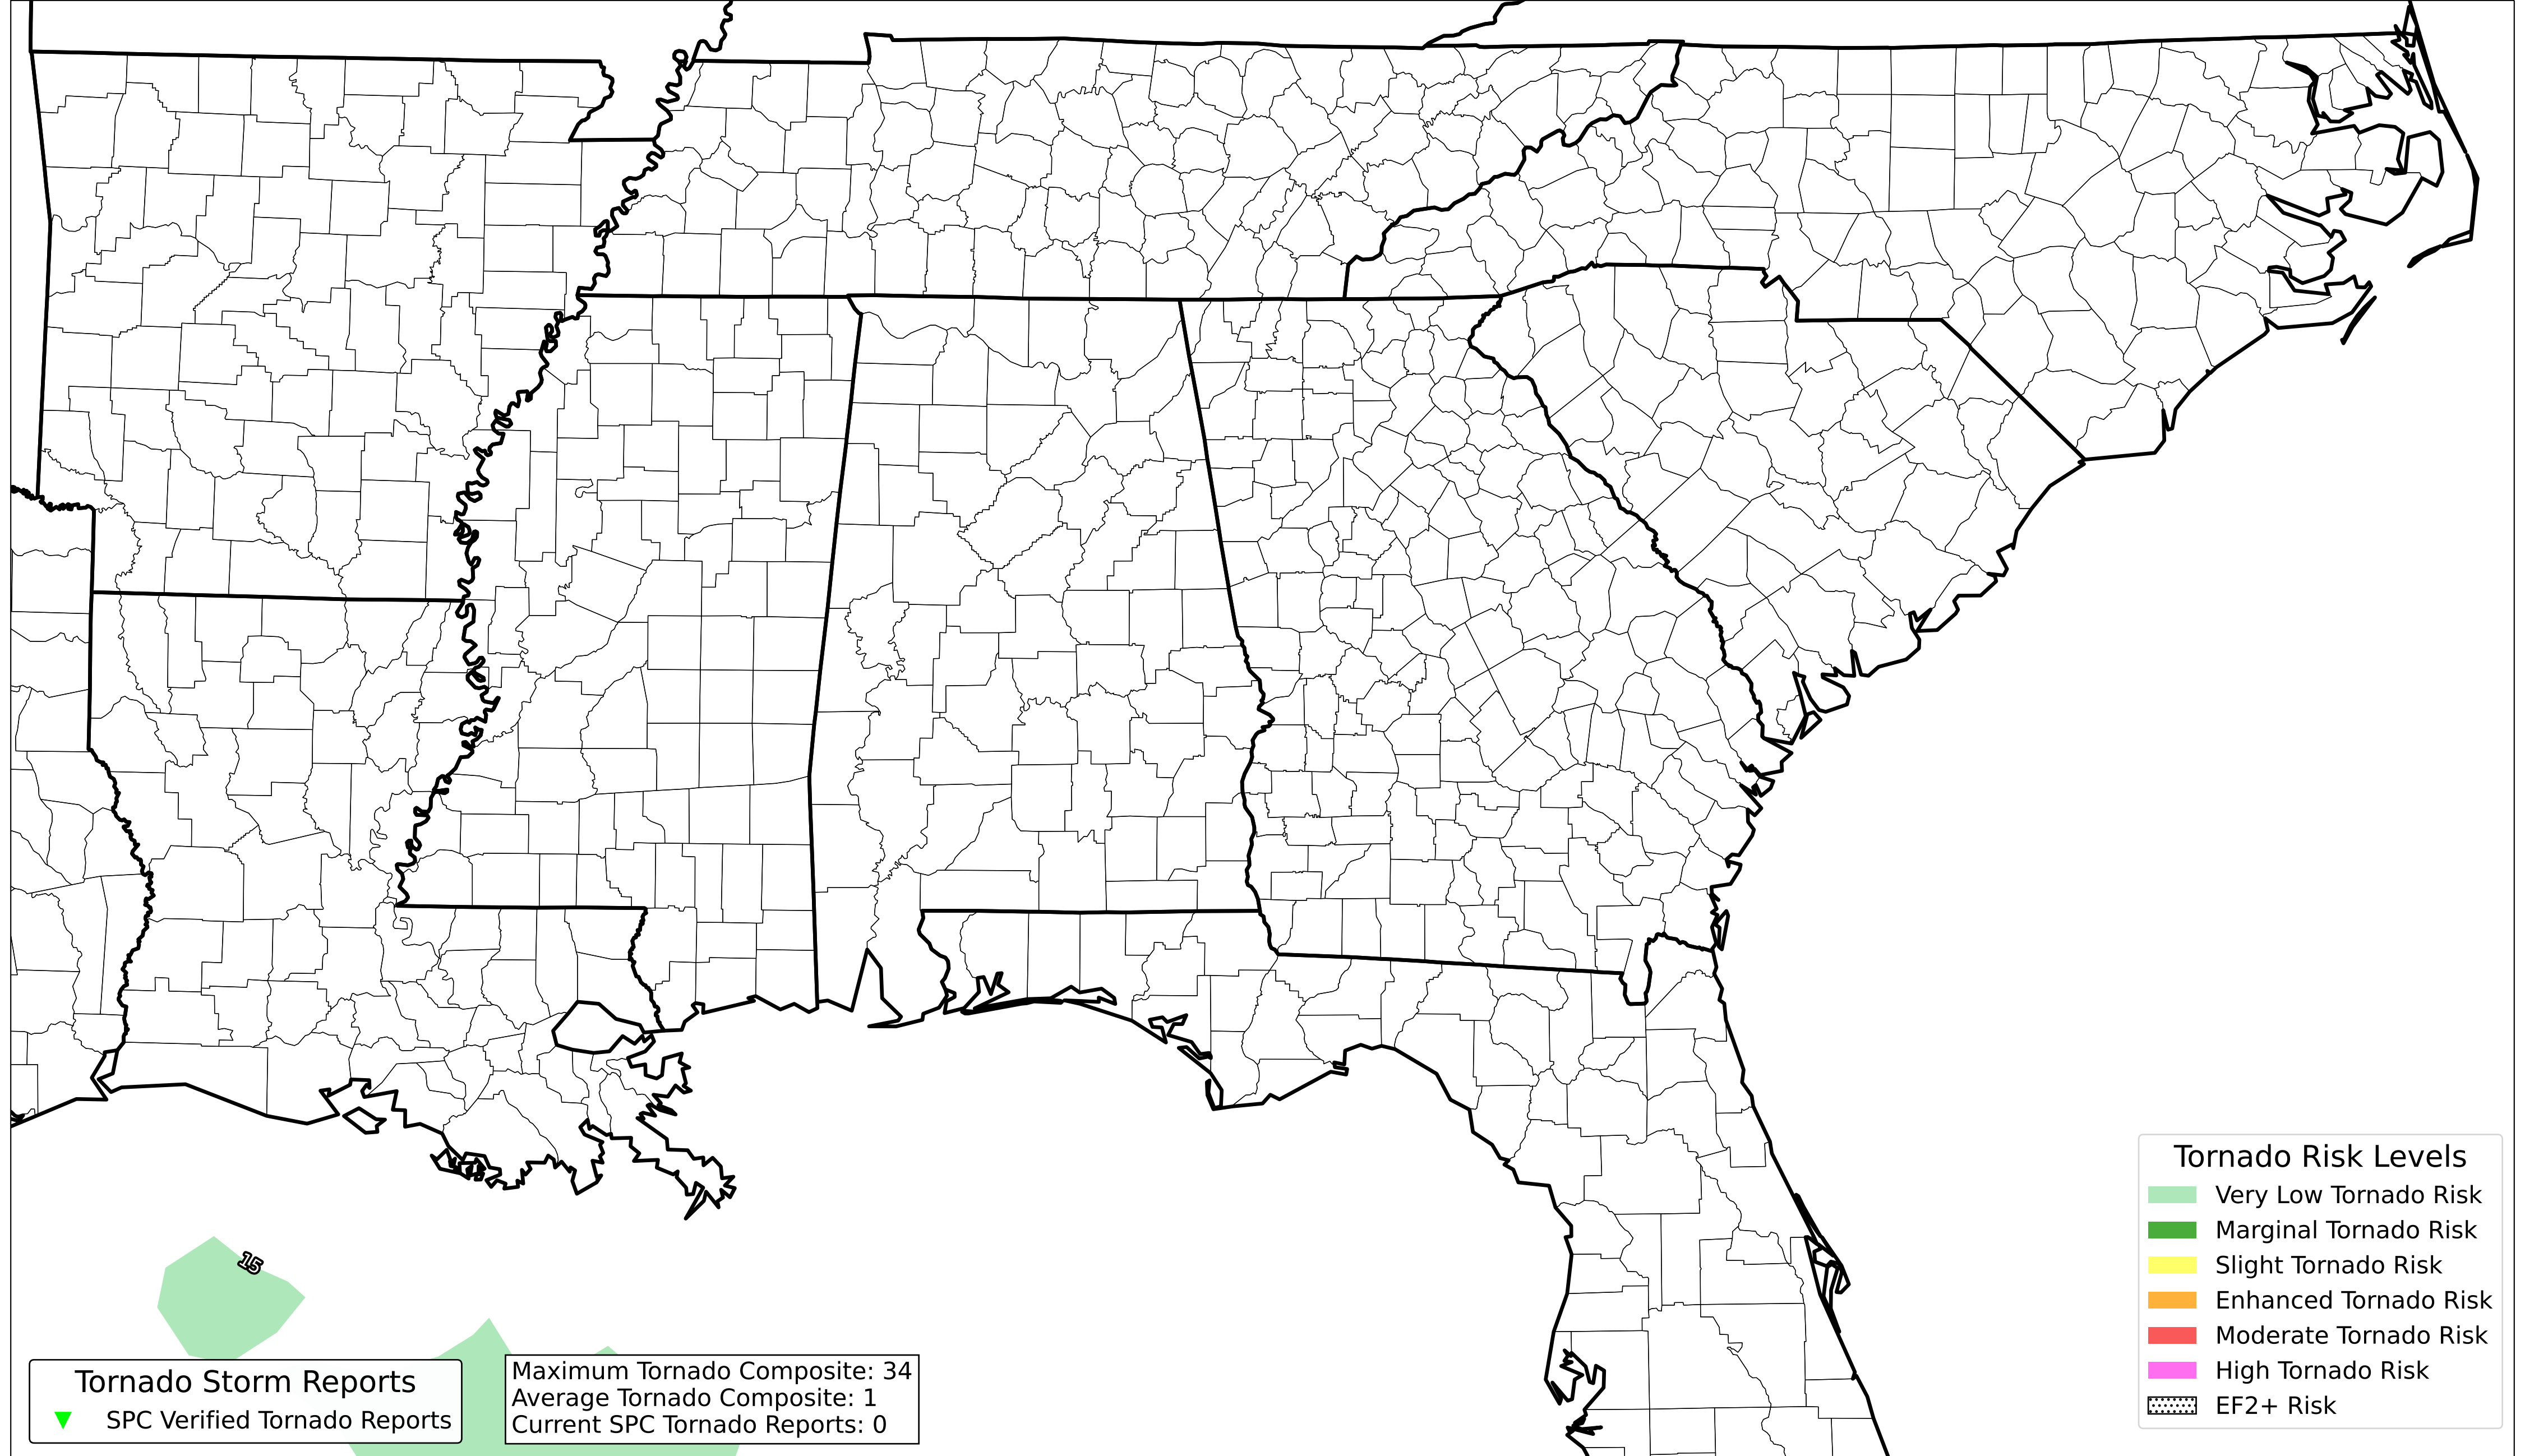 15
Tornado Storm Reports
SPC Verified Tornado Reports
Maximum Tornado Composite: 34
Average Tornado Composite: 1
Current SPC Tornado Reports: 0
Tornado Risk Levels
Very Low Tornado Risk
Marginal Tornado Risk
Slight Tornado Risk
Enhanced Tornado Risk
Moderate Tornado Risk
High Tornado Risk
EF2+ Risk